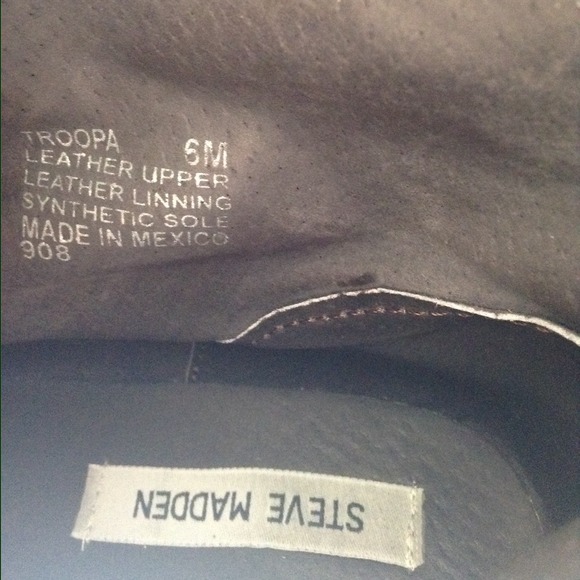 TROOPA 6M
LEATHER UPPER
LEATHER LINNING
SYNTHETIC SOLE
MADE IN MEXICO
908
STEVE MADDEN